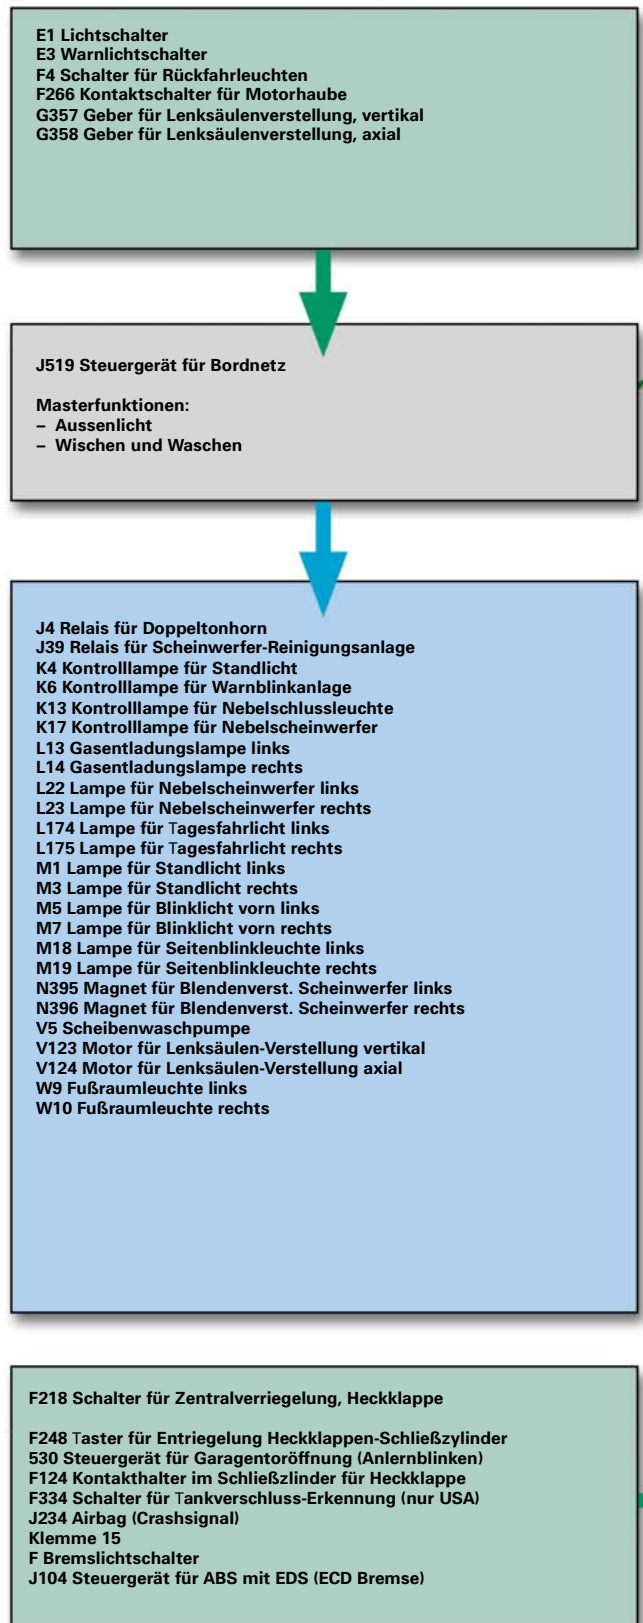 E1 Lichtschalter
E3 Warnlichtschalter
F4 Schalter für Rückfahrleuchten
F266 Kontaktschalter für Motorhaube
G357 Geber für Lenksäulenverstellung, vertikal
G358 Geber für Lenksäulenverstellung, axial
J519 Steuergerät für Bordnetz
Masterfunktionen:
– Aussenlicht
– Wischen und Waschen
J4 Relais für Doppeltonhorn
J39 Relais für Scheinwerfer-Reinigungsanlage
K4 Kontrolllampe für Standlicht
K6 Kontrolllampe für Warnblinkanlage
K13 Kontrolllampe für Nebelschlussleuchte
K17 Kontrolllampe für Nebelscheinwerfer
L13 Gasentladungslampe links
L14 Gasentladungslampe rechts
L22 Lampe für Nebelscheinwerfer links
L23 Lampe für Nebelscheinwerfer rechts
L174 Lampe für Tagesfahrlicht links
L175 Lampe für Tagesfahrlicht rechts
M1 Lampe für Standlicht links
M3 Lampe für Standlicht rechts
M5 Lampe für Blinklicht vorn links
M7 Lampe für Blinklicht vorn rechts
M18 Lampe für Seitenblinkleuchte links
M19 Lampe für Seitenblinkleuchte rechts
N395 Magnet für Blendenverst. Scheinwerfer links
N396 Magnet für Blendenverst. Scheinwerfer rechts
V5 Scheibenwaschpumpe
V123 Motor für Lenksäulen-Verstellung vertikal
V124 Motor für Lenksäulen-Verstellung axial
W9 Fußraumleuchte links
W10 Fußraumleuchte rechts
F218 Schalter für Zentralverriegelung, Heckklappe
F248 Taster für Entriegelung Heckklappen-Schließzylinder
530 Steuergerät für Garagentoröffnung (Anlernblinken)
F124 Kontakthalter im Schließzlinder für Heckklappe
F334 Schalter für Tankverschluss-Erkennung (nur USA)
J234 Airbag (Crashsignal)
Klemme 15
F Bremslichtschalter
J104 Steuergerät für ABS mit EDS (ECD Bremse)